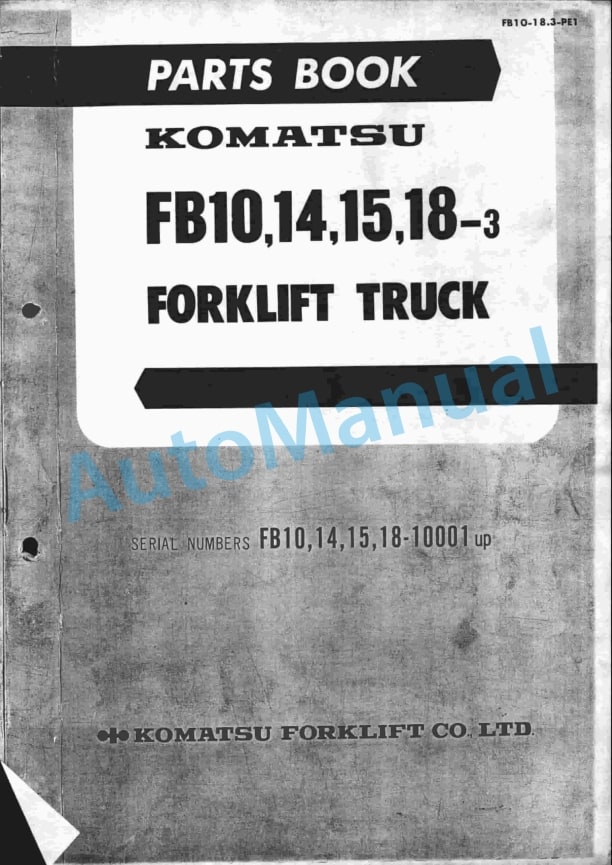 FB10-18.3-PE1
PARTS BOOK
KOMATSU
FB10,14,15,18-3
FORKLIFT TRUCK
AutoManual
SERIAL NUMBERS FB10,14,15,18-10001 up
KOMATSU FORKLIFT CO., LTD.